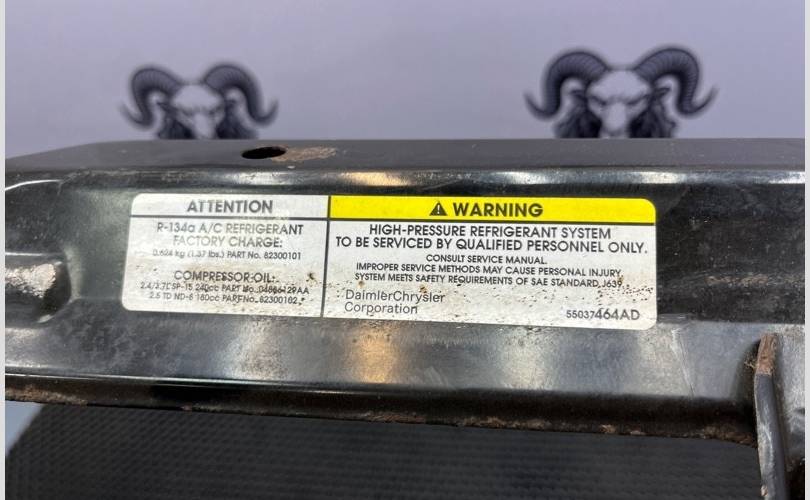 ATTENTION
R-134a A/C REFRIGERANT
FACTORY CHARGE:
0.624 kg (1.37 lbs.) PART No. 82300101
COMPRESSOR-OIL:
2.4/3.7L SP-15 240cc PART No. 04886129AA
2.5 TD ND-8 180cc PART No. 82300102
⚠ WARNING
HIGH-PRESSURE REFRIGERANT SYSTEM
TO BE SERVICED BY QUALIFIED PERSONNEL ONLY.
CONSULT SERVICE MANUAL.
IMPROPER SERVICE METHODS MAY CAUSE PERSONAL INJURY
SYSTEM MEETS SAFETY REQUIREMENTS OF SAE STANDARD, J639
DaimlerChrysler
Corporation
55037464AD